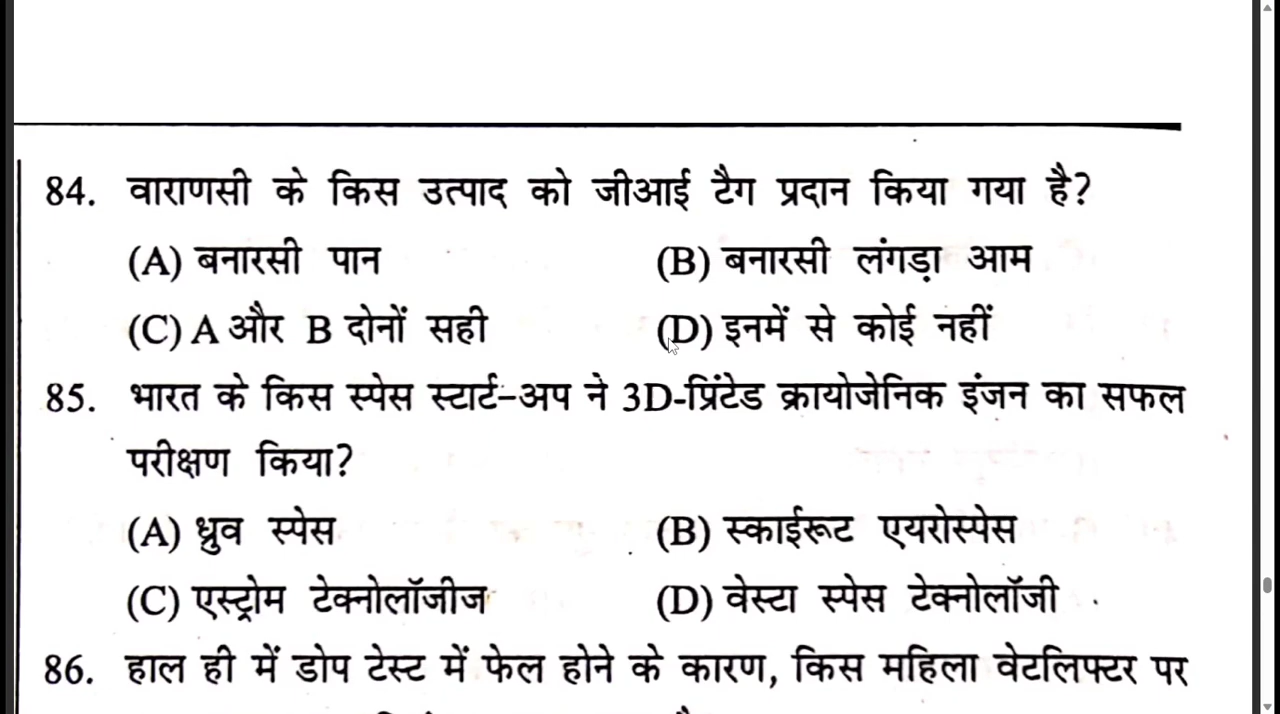 84. वाराणसी के किस उत्पाद को जीआई टैग प्रदान किया गया है?
(A) बनारसी पान (B) बनारसी लंगड़ा आम
(C) A और B दोनों सही (D) इनमें से कोई नहीं
85. भारत के किस स्पेस स्टार्ट-अप ने 3D-प्रिंटेड क्रायोजेनिक इंजन का सफल
परीक्षण किया?
(A) ध्रुव स्पेस (B) स्काईरूट एयरोस्पेस
(C) एस्ट्रोम टेक्नोलॉजीज (D) वेस्टा स्पेस टेक्नोलॉजी
86. हाल ही में डोप टेस्ट में फेल होने के कारण, किस महिला वेटलिफ्टर पर